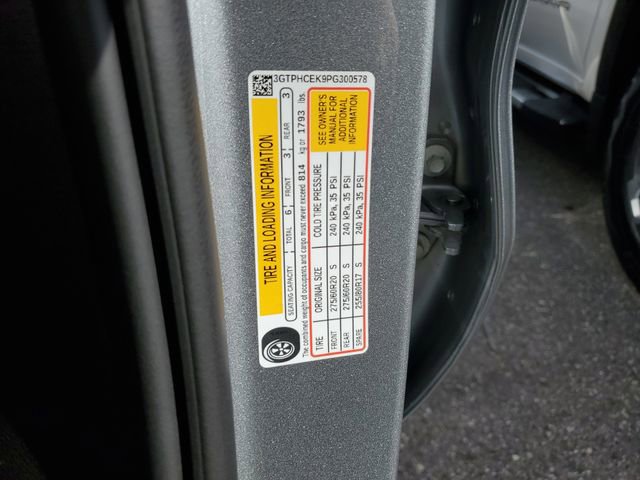 3GTPHCEK9PG300578
TIRE AND LOADING INFORMATION
SEATING CAPACITY TOTAL 6 FRONT 3 REAR 3
The combined weight of occupants and cargo must never exceed 814 kg or 1793 lbs.
TIRE ORIGINAL SIZE COLD TIRE PRESSURE
FRONT 275/60R20 S 240 kPa, 35 PSI
REAR 275/60R20 S 240 kPa, 35 PSI
SPARE 255/80R17 S 240 kPa, 35 PSI
SEE OWNER'S
MANUAL FOR
ADDITIONAL
INFORMATION